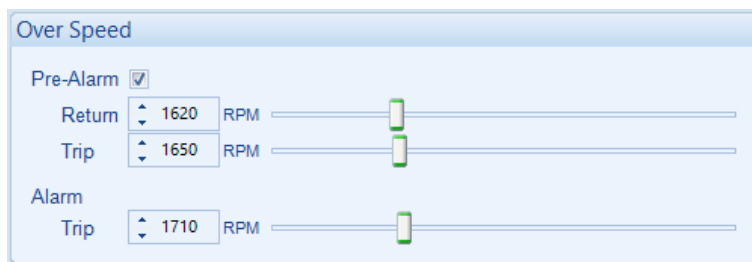 Over Speed
Pre-Alarm
Return 1620 RPM
Trip 1650 RPM
Alarm
Trip 1710 RPM